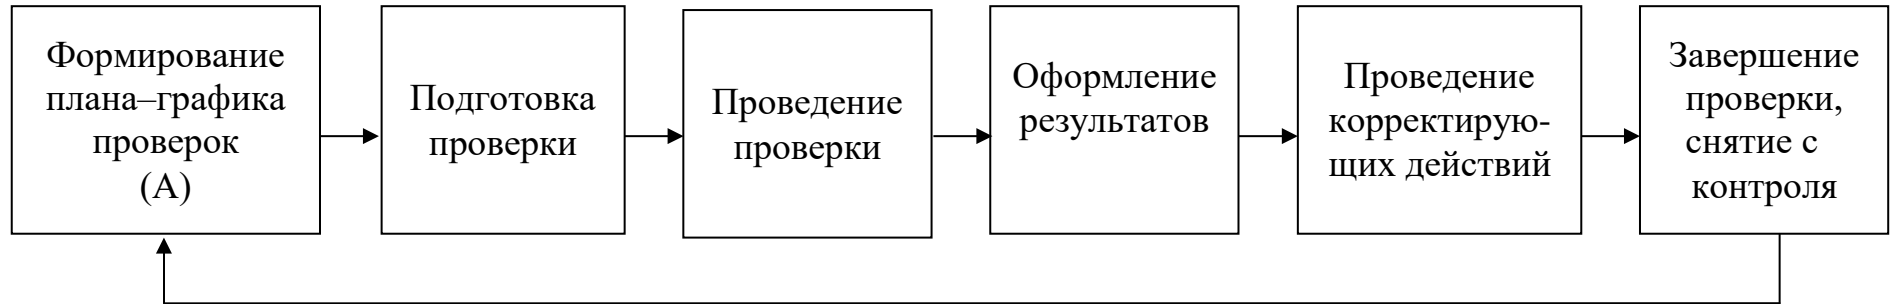 Формирование
плана–графика
проверок
(А)
Подготовка
проверки
Проведение
проверки
Оформление
результатов
Проведение
корректирую-
щих действий
Завершение
проверки,
снятие с
контроля